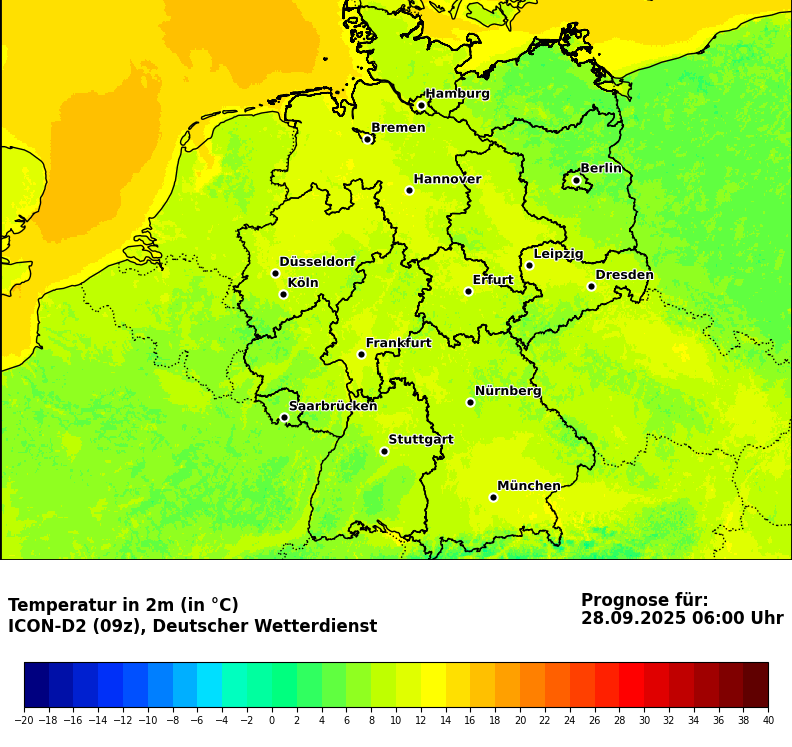 Hamburg
Bremen
Berlin
Hannover
Leipzig
Düsseldorf
Dresden
Köln
Erfurt
Frankfurt
Nürnberg
Saarbrücken
Stuttgart
München
Temperatur in 2m (in °C)
ICON-D2 (09z), Deutscher Wetterdienst
Prognose für:
28.09.2025 06:00 Uhr
−20 −18 −16 −14 −12 −10 −8 −6 −4 −2 0 2 4 6 8 10 12 14 16 18 20 22 24 26 28 30 32 34 36 38 40